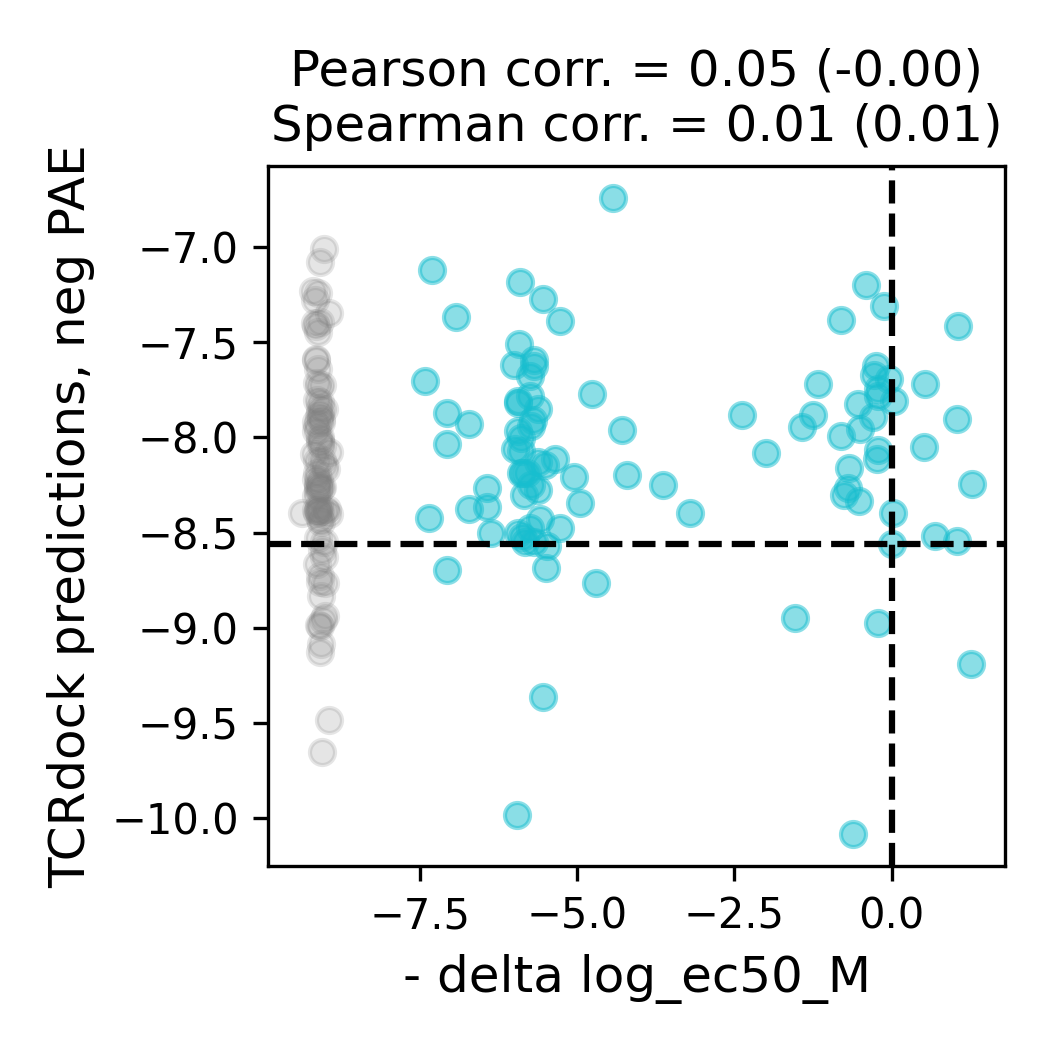 Pearson corr. = 0.05 (-0.00)
Spearman corr. = 0.01 (0.01)
TCRdock predictions, neg PAE
−7.0
−7.5
−8.0
−8.5
−9.0
−9.5
−10.0
−7.5 −5.0 −2.5 0.0
- delta log_ec50_M